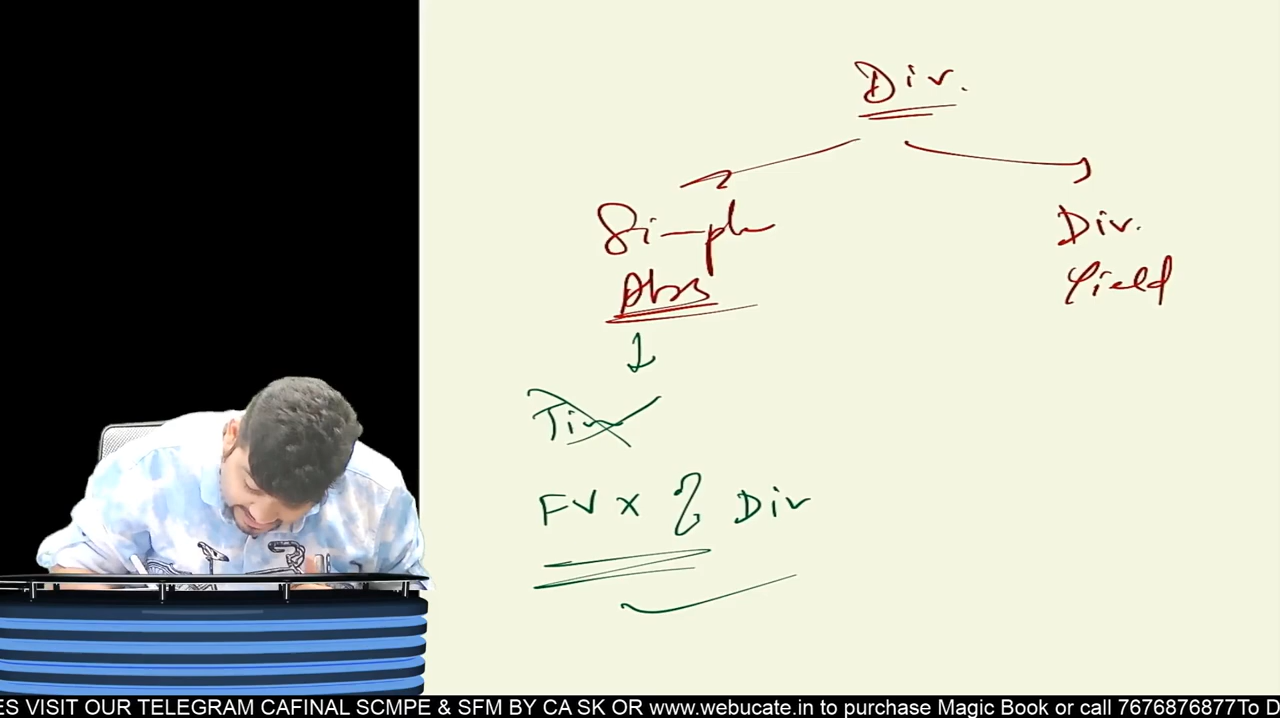 Div.
Simple
Abs
Div.
Yield
Tim
FV x % Div
ES VISIT OUR TELEGRAM CAFINAL SCMPE & SFM BY CA SK OR www.webucate.in to purchase Magic Book or call 7676876877To D